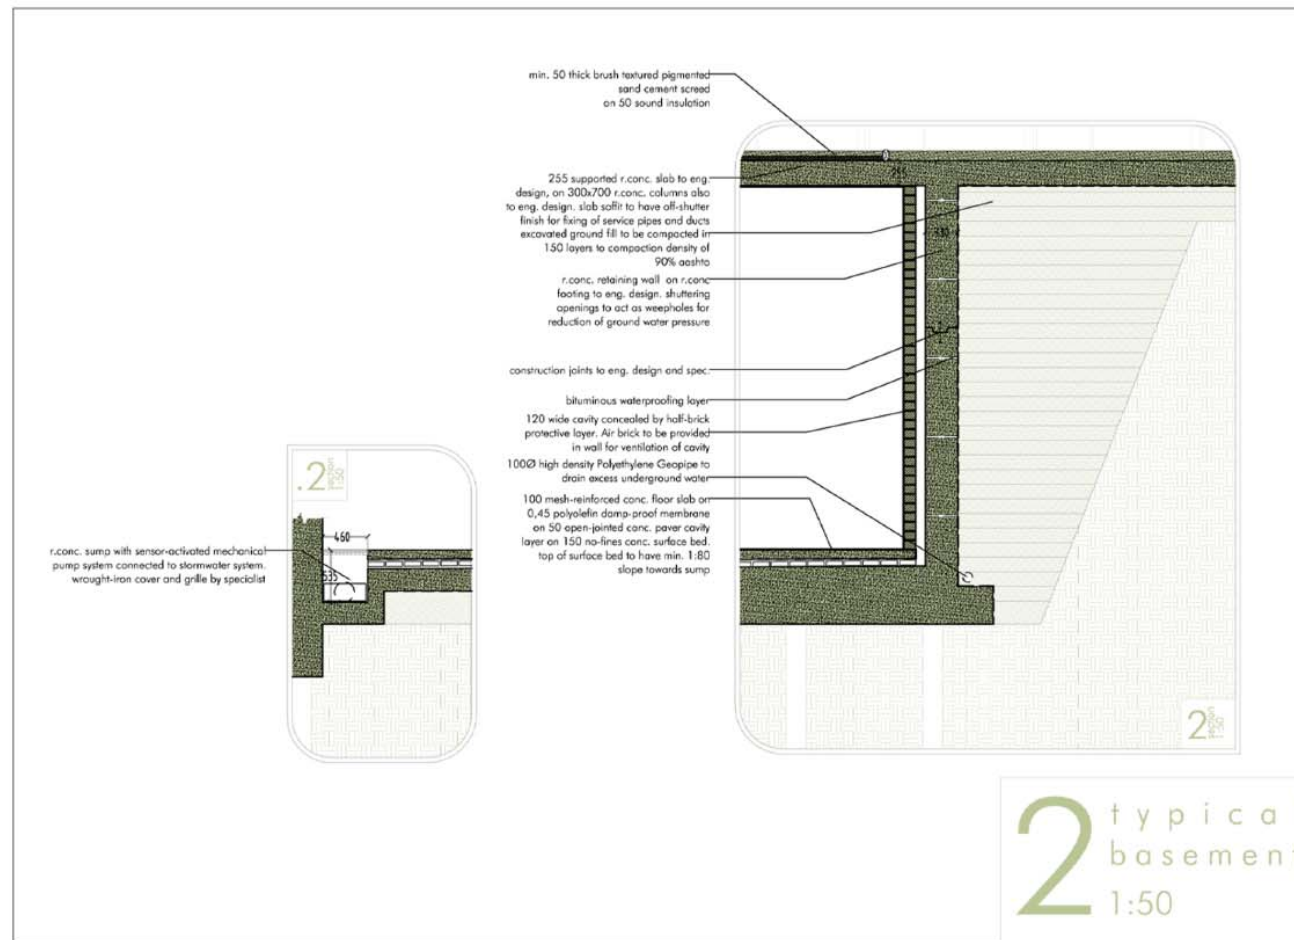 min. 50 thick brush textured pigmented
sand cement screed
on 50 sound insulation
255 supported r.conc. slab to eng.
design, on 300x700 r.conc. columns also
to eng. design. slab soffit to have off-shutter
finish for fixing of service pipes and ducts
excavated ground fill to be compacted in
150 layers to compaction density of
90% aashto
r.conc. retaining wall on r.conc
footing to eng. design. shuttering
openings to act as weepholes for
reduction of ground water pressure
construction joints to eng. design and spec.
bituminous waterproofing layer
120 wide cavity concealed by half-brick
protective layer. Air brick to be provided
in wall for ventilation of cavity
100Ø high density Polyethylene Geopipe to
drain excess underground water
100 mesh-reinforced conc. floor slab on
0,45 polyolefin damp-proof membrane
on 50 open-jointed conc. paver cavity
layer on 150 no-fines conc. surface bed.
top of surface bed to have min. 1:80
slope towards sump
255
330
.2
section
1:50
460
535
r.conc. sump with sensor-activated mechanical
pump system connected to stormwater system.
wrought-iron cover and grille by specialist
2
section
1:50
2
typica
basemen
1:50